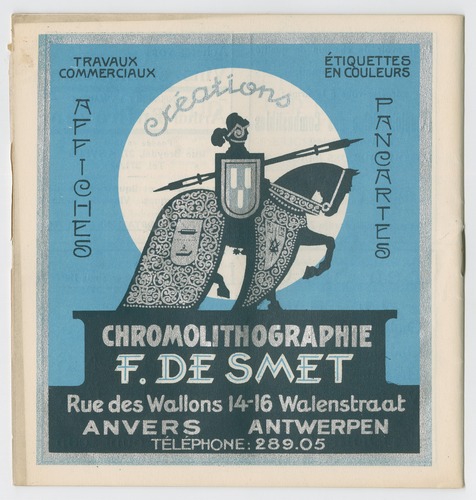 TRAVAUX
COMMERCIAUX
ÉTIQUETTES
EN COULEURS
Créations
AFFICHES
PANCARTES
CHROMOLITHOGRAPHIE
F. DE SMET
Rue des Wallons 14-16 Walenstraat
ANVERS ANTWERPEN
TÉLÉPHONE: 289.05